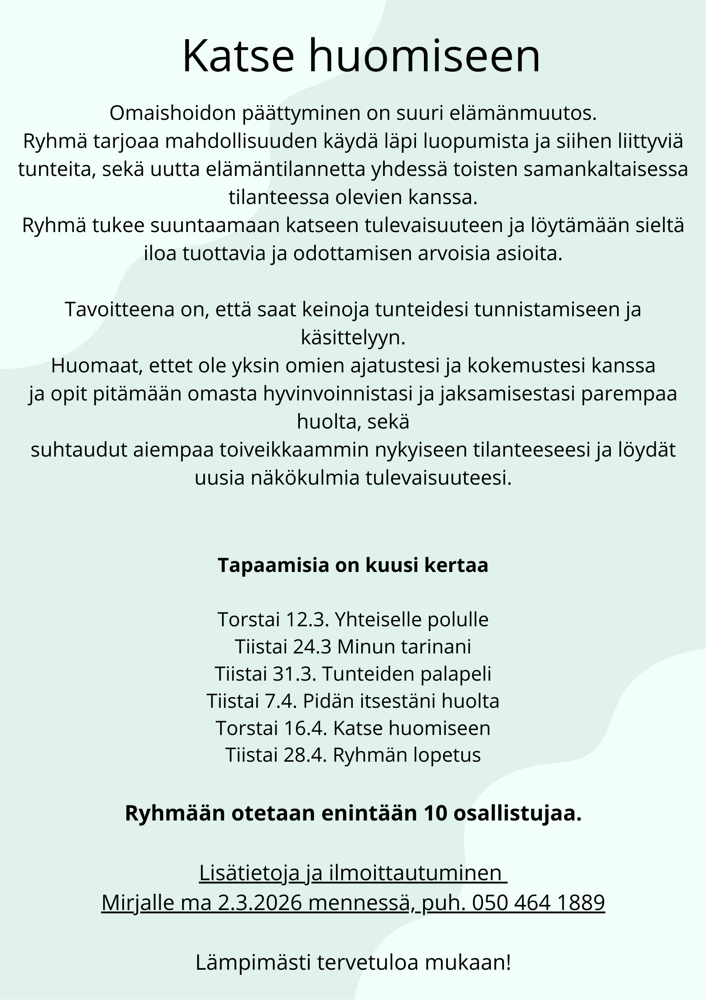 Katse huomiseen
Omaishoidon päättyminen on suuri elämänmuutos.
Ryhmä tarjoaa mahdollisuuden käydä läpi luopumista ja siihen liittyviä
tunteita, sekä uutta elämäntilannetta yhdessä toisten samankaltaisessa
tilanteessa olevien kanssa.
Ryhmä tukee suuntaamaan katseen tulevaisuuteen ja löytämään sieltä
iloa tuottavia ja odottamisen arvoisia asioita.
Tavoitteena on, että saat keinoja tunteidesi tunnistamiseen ja
käsittelyyn.
Huomaat, ettet ole yksin omien ajatustesi ja kokemustesi kanssa
ja opit pitämään omasta hyvinvoinnistasi ja jaksamisestasi parempaa
huolta, sekä
suhtaudut aiempaa toiveikkaammin nykyiseen tilanteeseesi ja löydät
uusia näkökulmia tulevaisuuteesi.
Tapaamisia on kuusi kertaa
Torstai 12.3. Yhteiselle polulle
Tiistai 24.3 Minun tarinani
Tiistai 31.3. Tunteiden palapeli
Tiistai 7.4. Pidän itsestäni huolta
Torstai 16.4. Katse huomiseen
Tiistai 28.4. Ryhmän lopetus
Ryhmään otetaan enintään 10 osallistujaa.
Lisätietoja ja ilmoittautuminen
Mirjalle ma 2.3.2026 mennessä, puh. 050 464 1889
Lämpimästi tervetuloa mukaan!